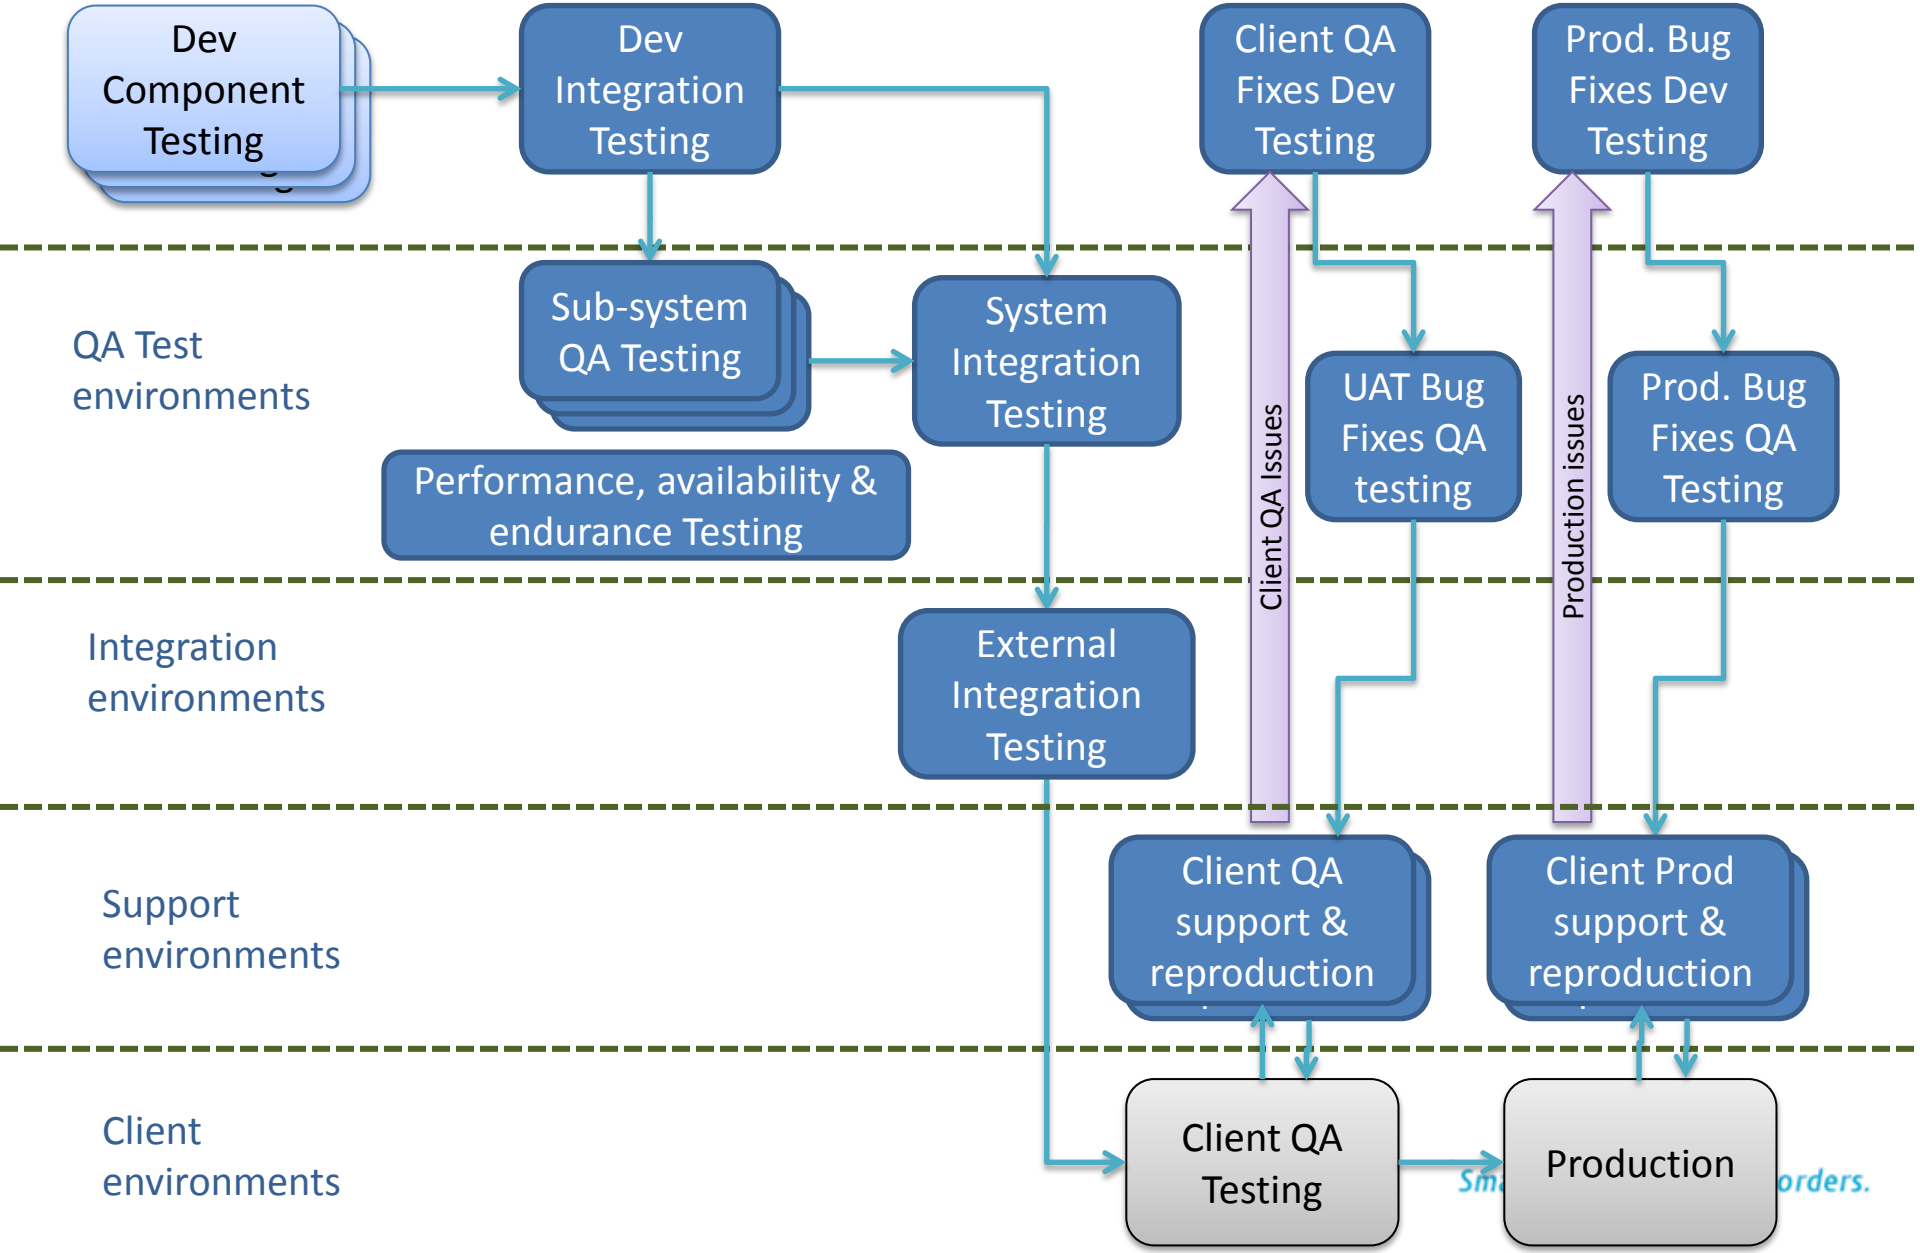 Dev
Component
Testing
Dev
Integration
Testing
Client QA
Fixes Dev
Testing
Prod. Bug
Fixes Dev
Testing
QA Test
environments
Sub-system
QA Testing
System
Integration
Testing
Performance, availability &
endurance Testing
Client QA Issues
UAT Bug
Fixes QA
testing
Production issues
Prod. Bug
Fixes QA
Testing
Integration
environments
External
Integration
Testing
Support
environments
Client QA
support &
reproduction
Client Prod
support &
reproduction
Client
environments
Client QA
Testing
Production